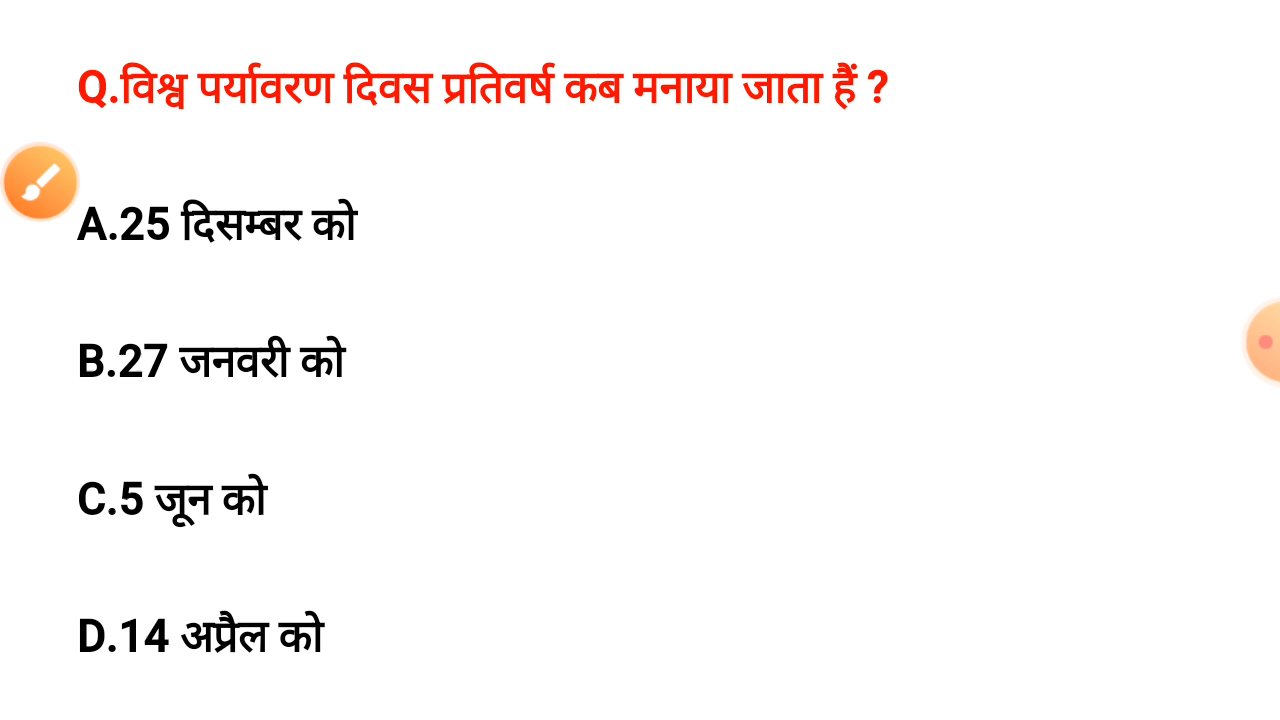 Q.विश्व पर्यावरण दिवस प्रतिवर्ष कब मनाया जाता हैं ?
A.25 दिसम्बर को
B.27 जनवरी को
C.5 जून को
D.14 अप्रैल को